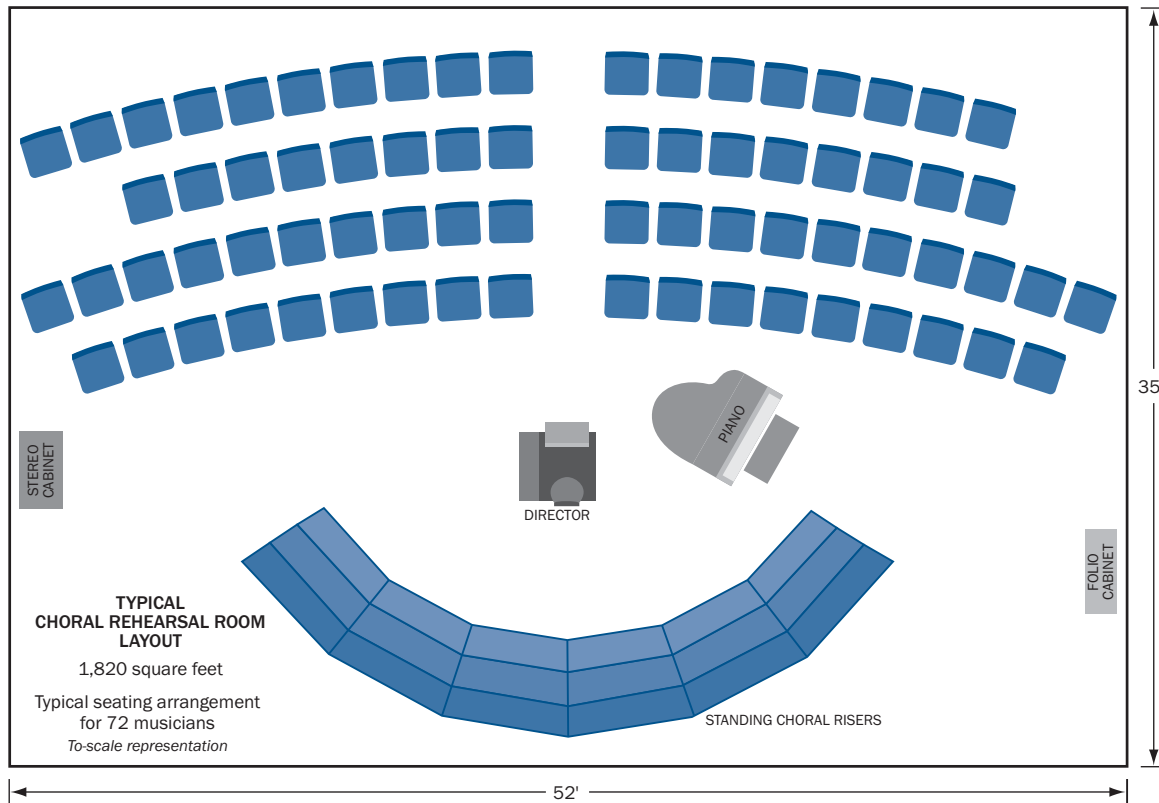 PIANO
35
STEREO
CABINET
DIRECTOR
FOLIO
CABINET
TYPICAL
CHORAL REHEARSAL ROOM
LAYOUT
1,820 square feet
Typical seating arrangement
for 72 musicians
To-scale representation
STANDING CHORAL RISERS
52'